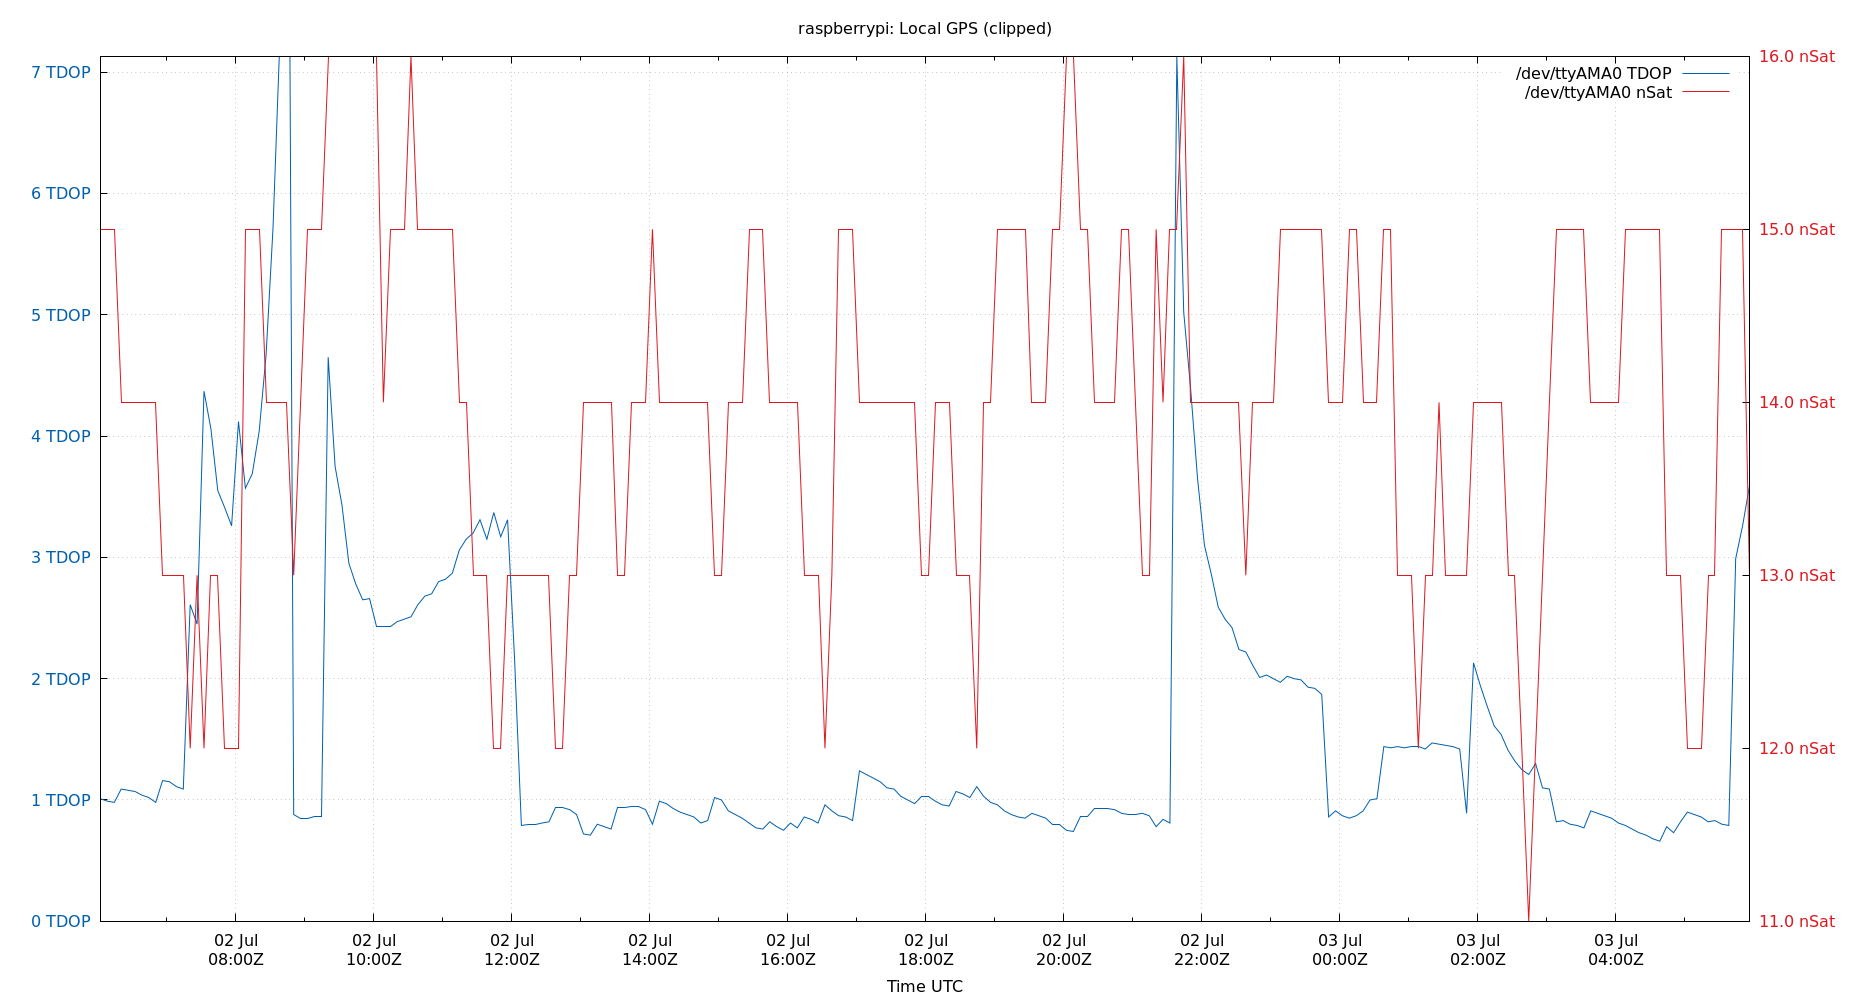 raspberrypi: Local GPS (clipped)
/dev/ttyAMA0 TDOP
/dev/ttyAMA0 nSat
7 TDOP
6 TDOP
5 TDOP
4 TDOP
3 TDOP
2 TDOP
1 TDOP
0 TDOP
16.0 nSat
15.0 nSat
14.0 nSat
13.0 nSat
12.0 nSat
11.0 nSat
02 Jul 02 Jul 02 Jul 02 Jul 02 Jul 02 Jul 02 Jul 02 Jul 03 Jul 03 Jul 03 Jul
08:00Z 10:00Z 12:00Z 14:00Z 16:00Z 18:00Z 20:00Z 22:00Z 00:00Z 02:00Z 04:00Z
Time UTC